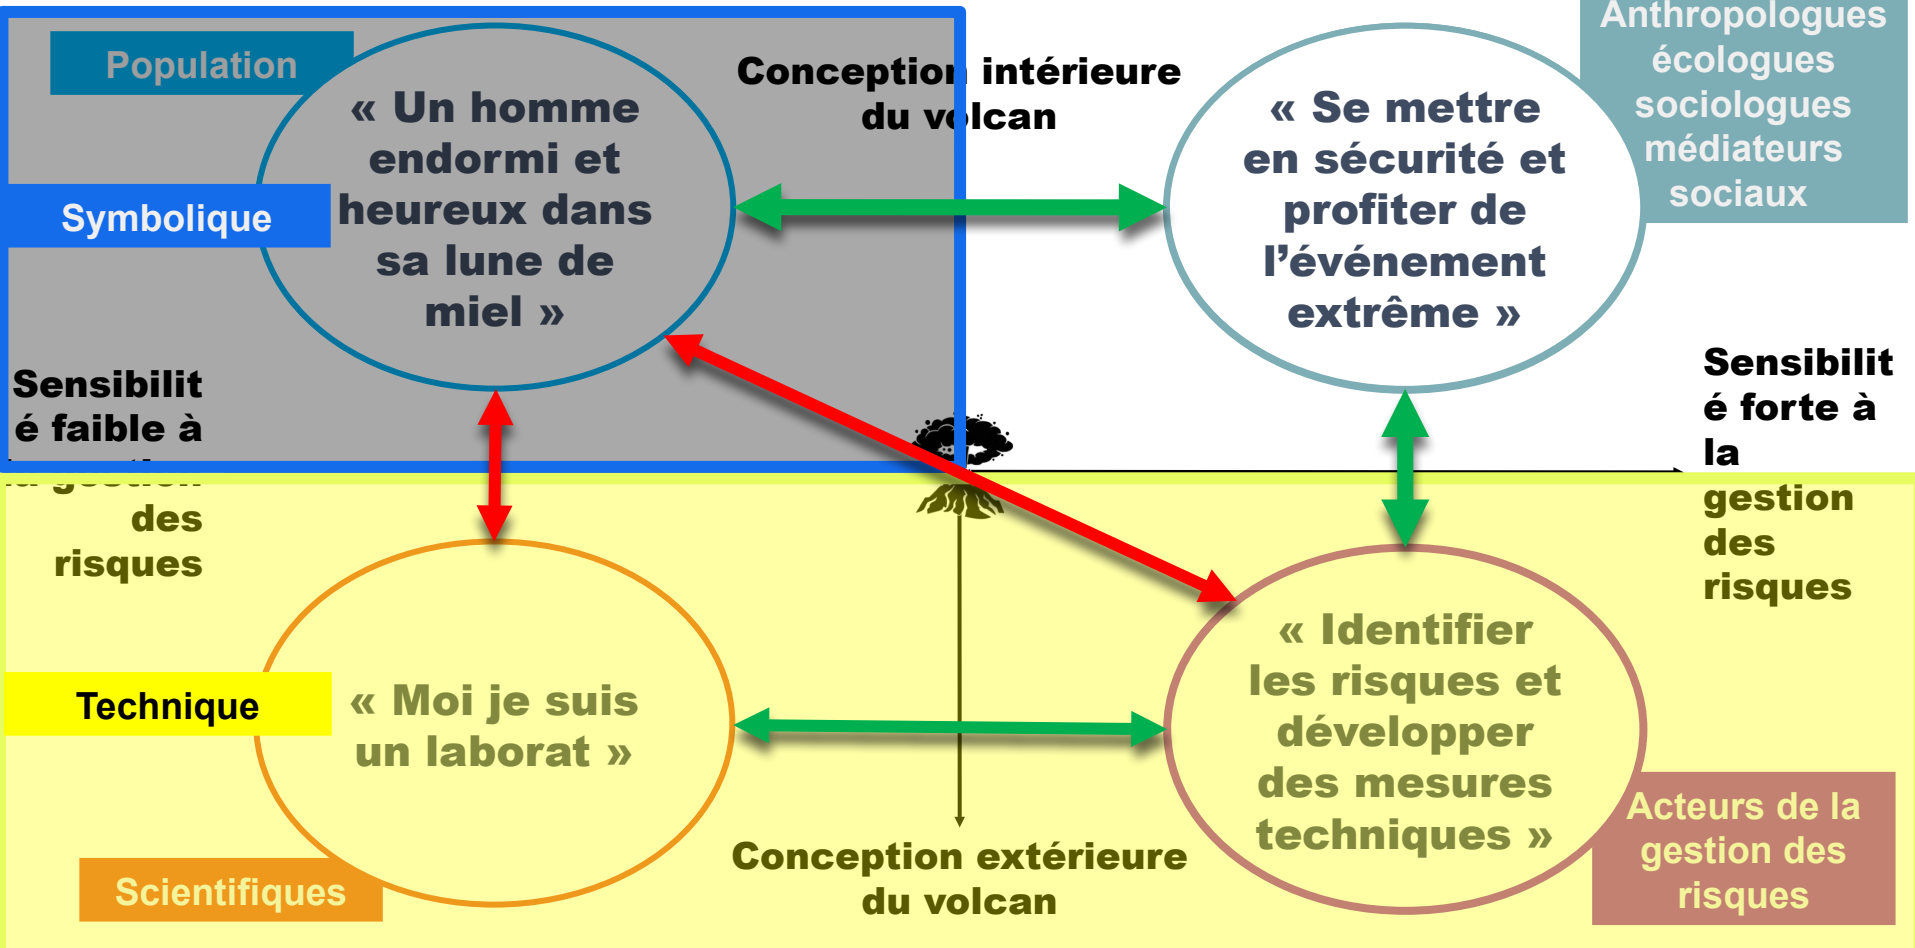 Population
« Un homme
endormi et
heureux dans
sa lune de
miel »
Symbolique
Conception intérieure
du volcan
« Se mettre
en sécurité et
profiter de
l’événement
extrême »
Anthropologues
écologues
sociologues
médiateurs
sociaux
Sensibilit
é faible à
la gestion
des
risques
Sensibilit
é forte à
la
gestion
des
risques
Technique
« Moi je suis
un laborat »
Scientifiques
Conception extérieure
du volcan
« Identifier
les risques et
développer
des mesures
techniques »
Acteurs de la
gestion des
risques